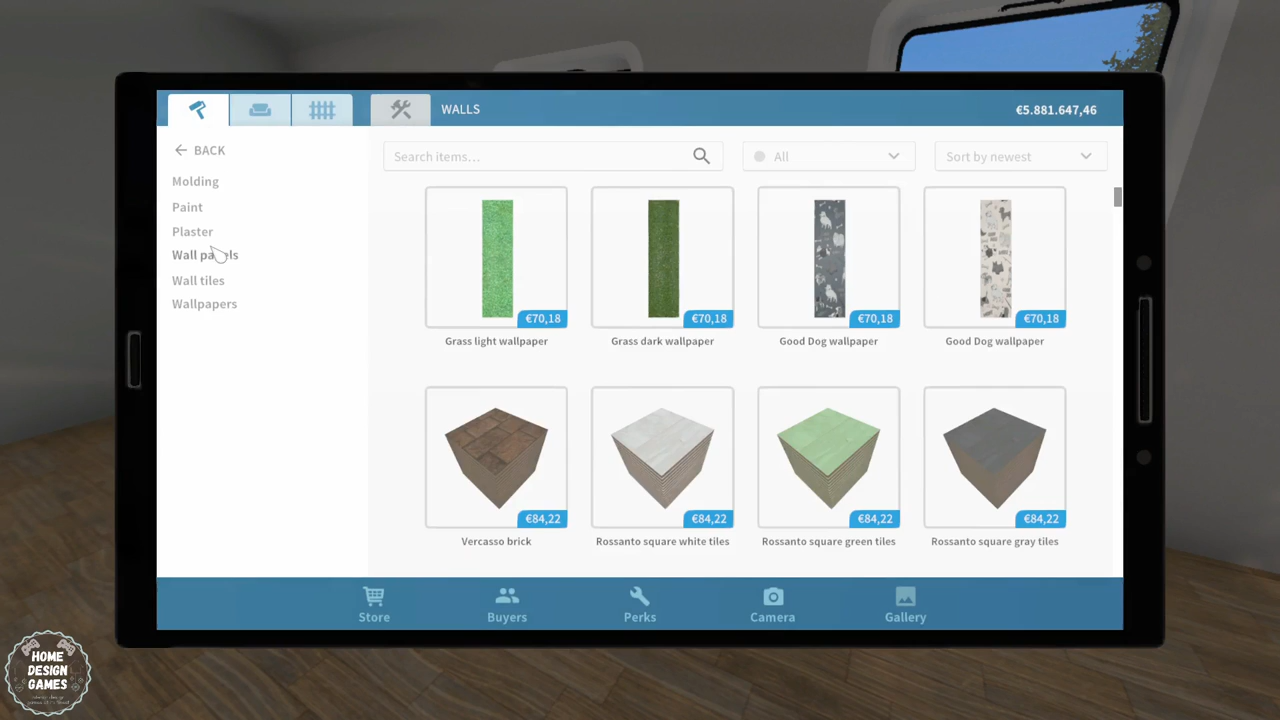 WALLS
€5.881.647,46
BACK
Molding
Paint
Plaster
Wall panels
Wall tiles
Wallpapers
Search items...
All
Sort by newest
€70,18
€70,18
€70,18
€70,18
Grass light wallpaper
Grass dark wallpaper
Good Dog wallpaper
Good Dog wallpaper
€84,22
€84,22
€84,22
€84,22
Vercasso brick
Rossanto square white tiles
Rossanto square green tiles
Rossanto square gray tiles
Store
Buyers
Perks
Camera
Gallery
HOME
DESIGN
GAMES